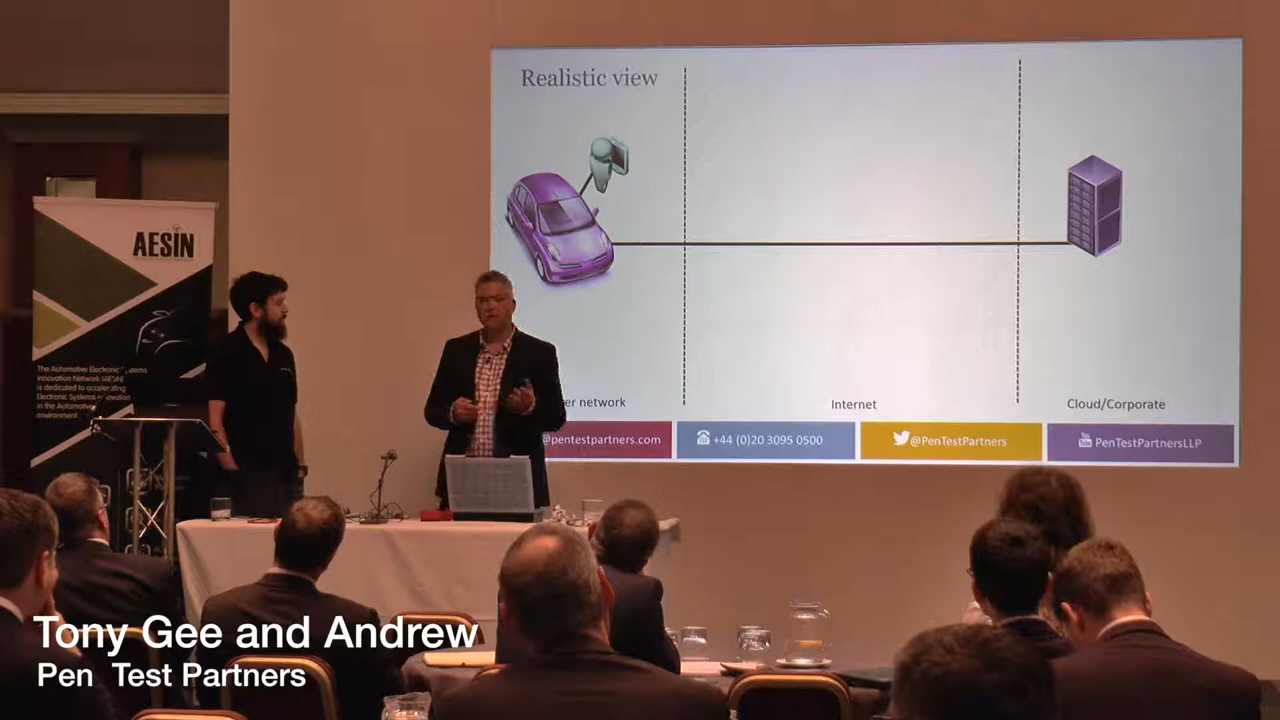 Realistic view
er network
Internet
Cloud/Corporate
@pentestpartners.com
+44 (0)20 3095 0500
@PenTestPartners
PenTestPartnersLLP
AESIN
The Automotive Electronic
Innovation Network (AESIN)
is dedicated to accelerating
Electronic Systems
in the Automotive
environment.
Tony Gee and Andrew
Pen Test Partners